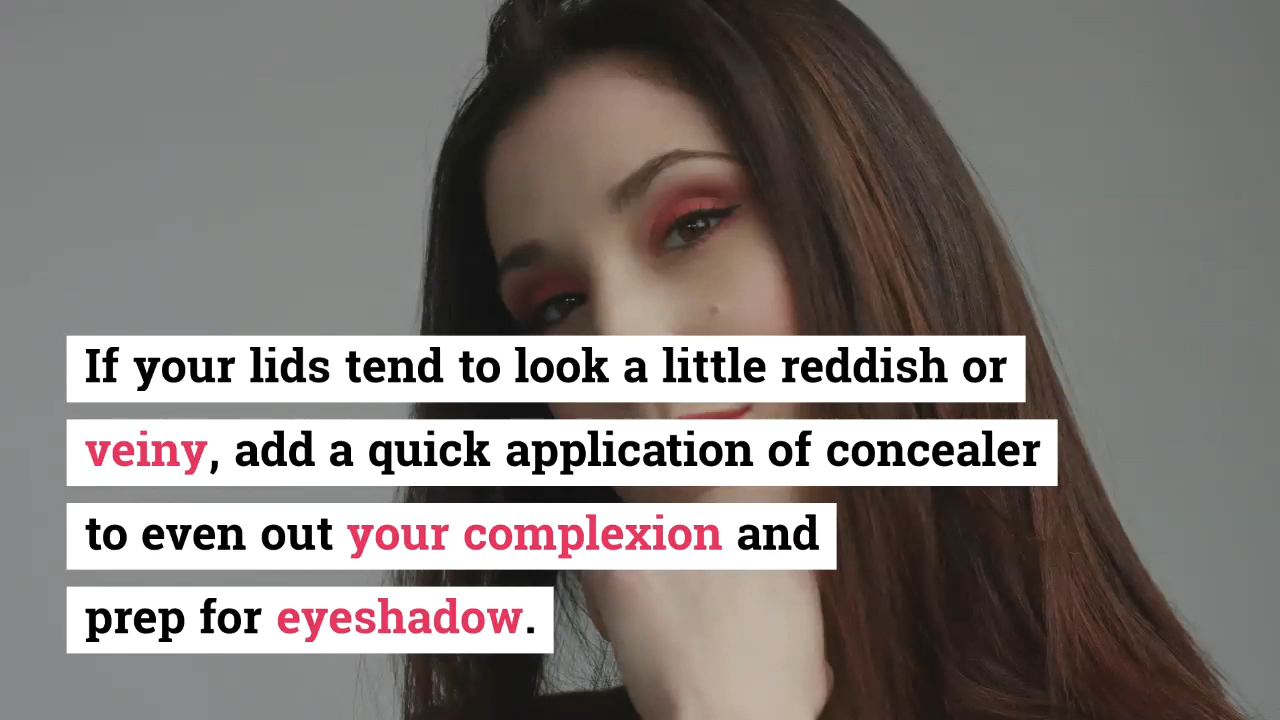 If your lids tend to look a little reddish or
veiny, add a quick application of concealer
to even out your complexion and
prep for eyeshadow.